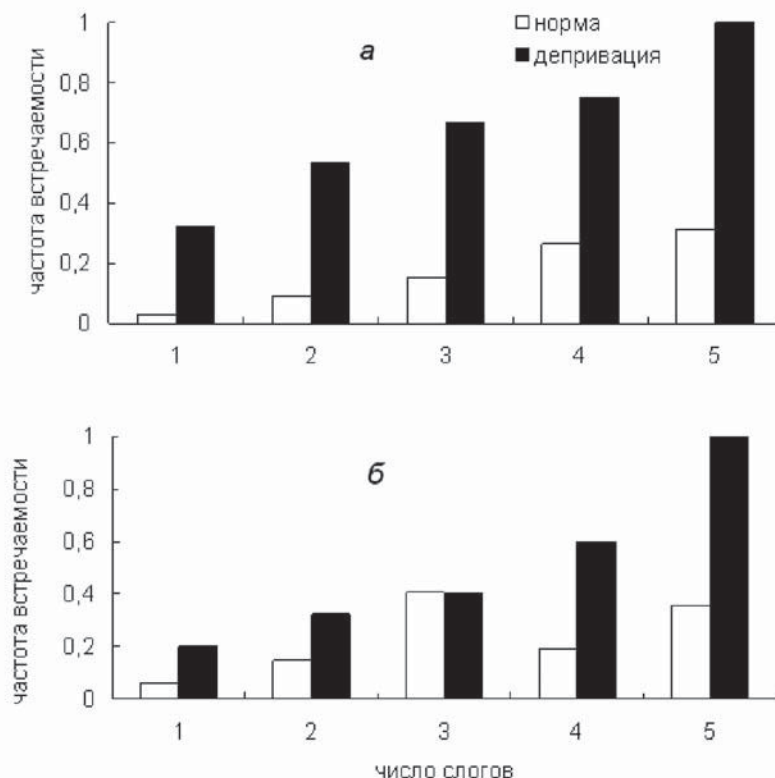 частота встречаемости
1
0,8
0,6
0,4
0,2
0
а
норма
депривация
1 2 3 4 5
частота встречаемости
1
0,8
0,6
0,4
0,2
0
б
1 2 3 4 5
число слогов